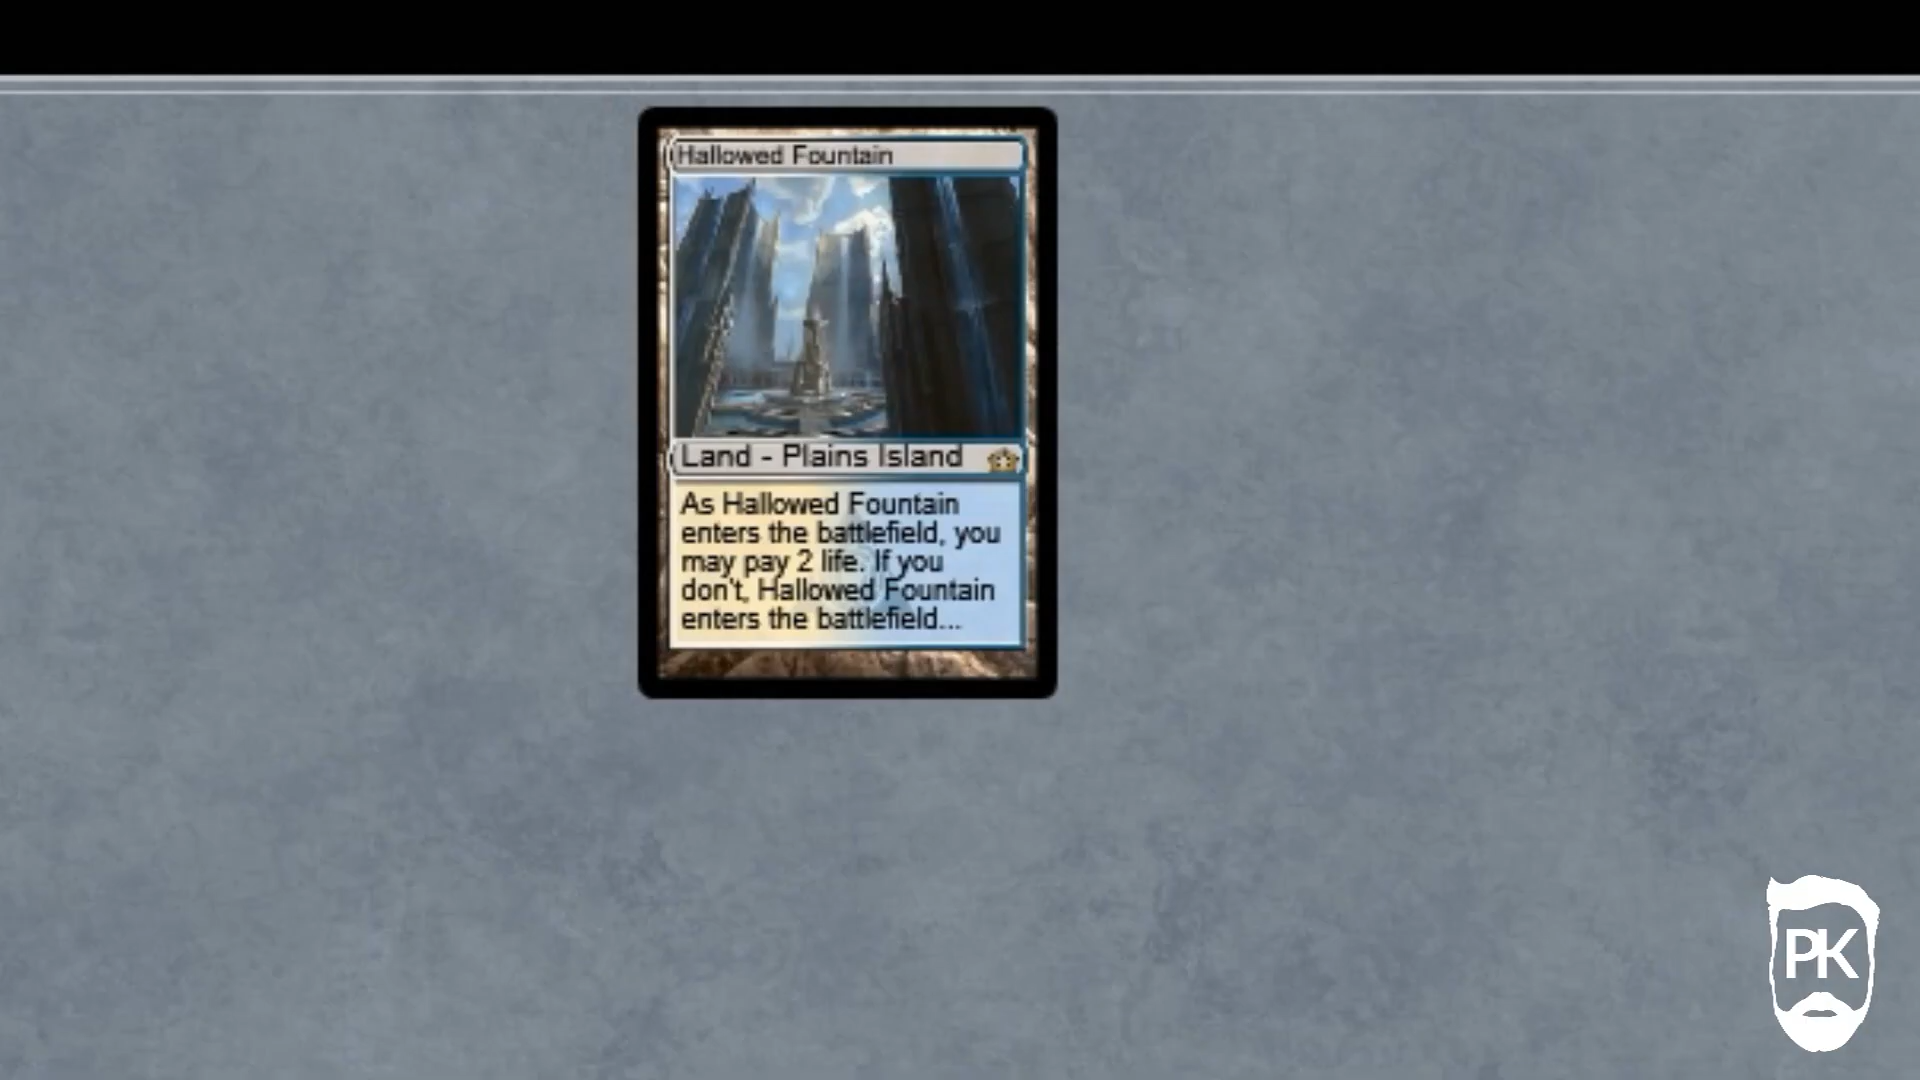 Hallowed Fountain
Land - Plains Island
As Hallowed Fountain
enters the battlefield, you
may pay 2 life. If you
don't, Hallowed Fountain
enters the battlefield...
PK